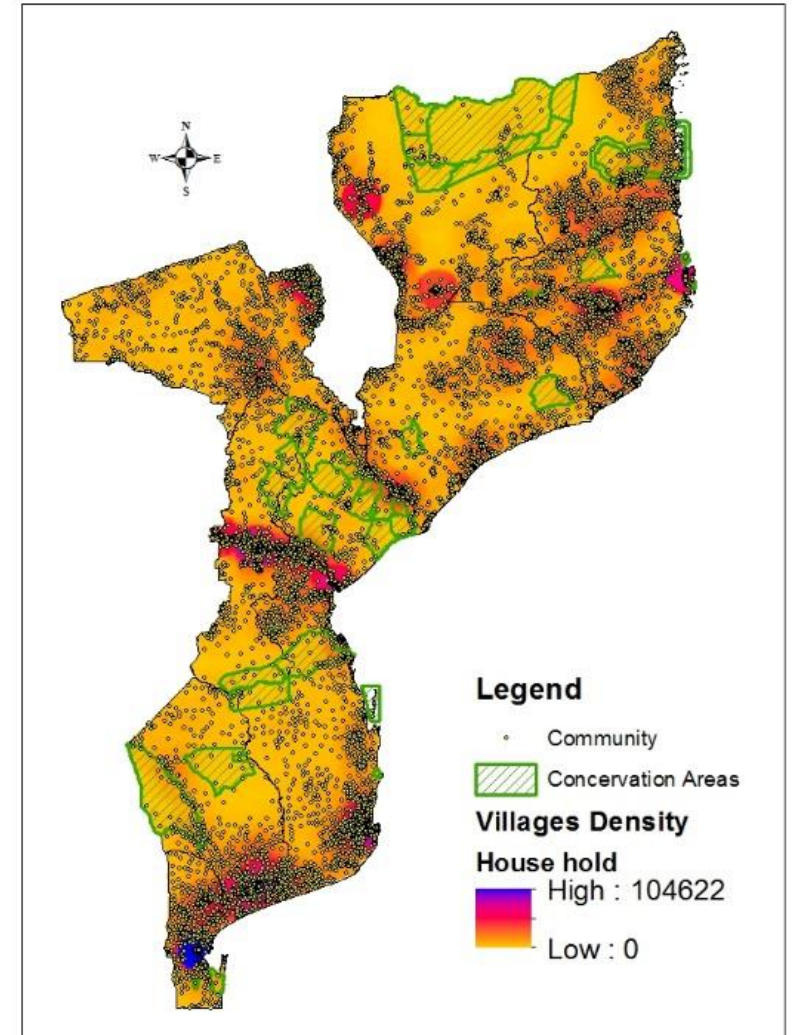 N
W E
S
Legend
Community
Concervation Areas
Villages Density
House hold
High : 104622
Low : 0